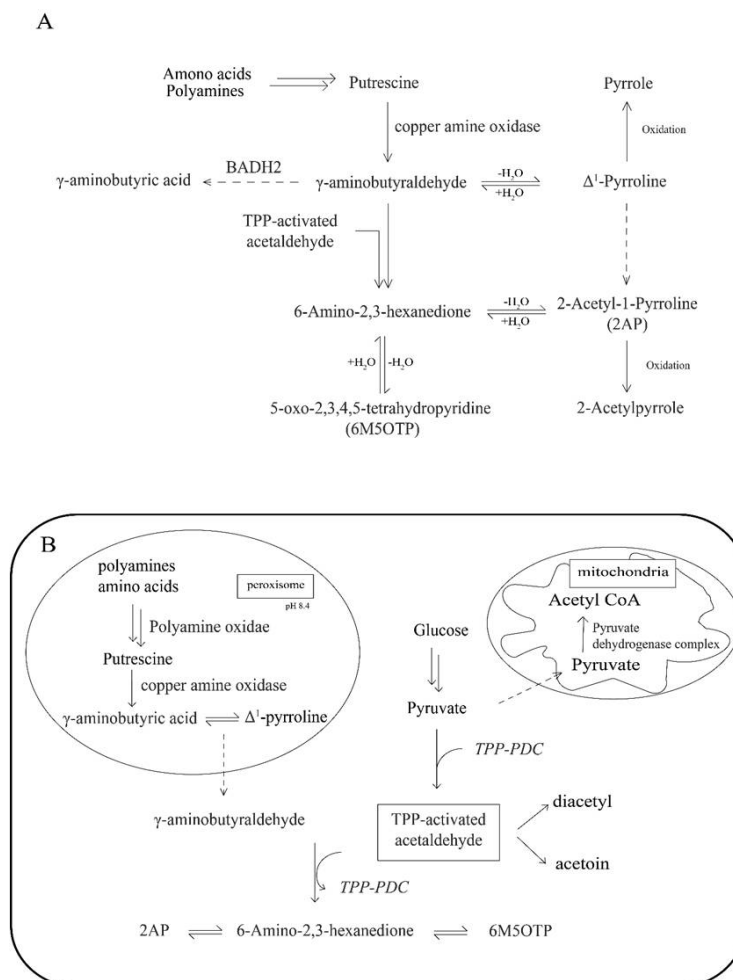 A
Amono acids
Polyamines
Putrescine
Pyrrole
copper amine oxidase
Oxidation
γ-aminobutyric acid
BADH2
γ-aminobutyraldehyde
-H₂O
+H₂O
Δ¹-Pyrroline
TPP-activated
acetaldehyde
6-Amino-2,3-hexanedione
-H₂O
+H₂O
2-Acetyl-1-Pyrroline
(2AP)
+H₂O
-H₂O
Oxidation
5-oxo-2,3,4,5-tetrahydropyridine
(6M5OTP)
2-Acetylpyrrole
B
polyamines
amino acids
peroxisome
pH 8.4
Polyamine oxidae
Putrescine
copper amine oxidase
γ-aminobutyric acid
Δ¹-pyrroline
mitochondria
Acetyl CoA
Pyruvate
dehydrogenase complex
Pyruvate
Glucose
Pyruvate
TPP-PDC
γ-aminobutyraldehyde
TPP-activated
acetaldehyde
diacetyl
acetoin
TPP-PDC
2AP
6-Amino-2,3-hexanedione
6M5OTP